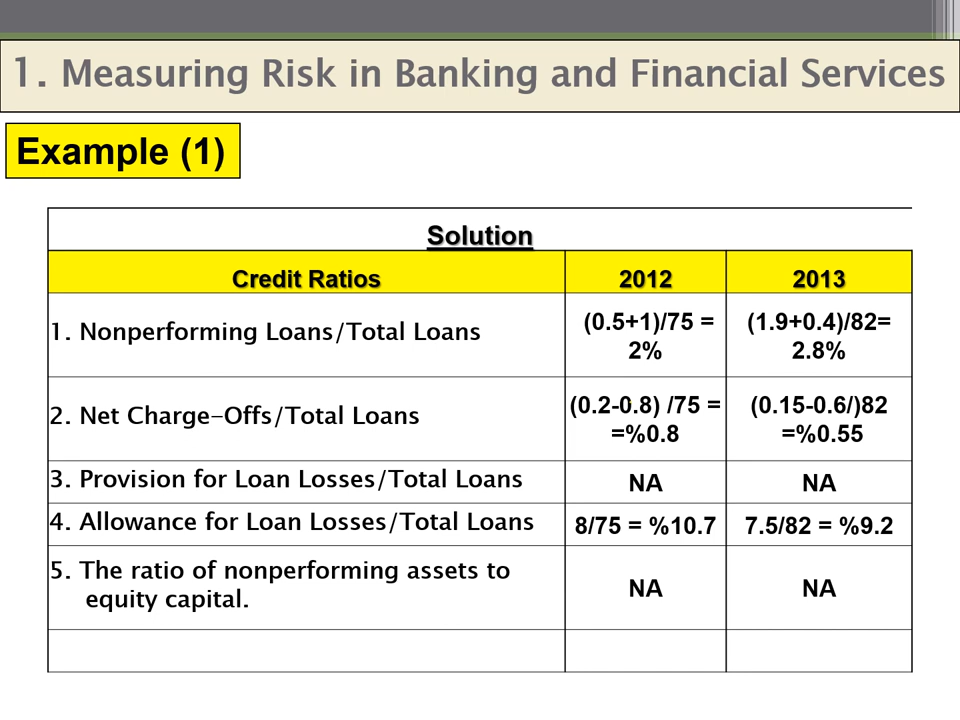 1. Measuring Risk in Banking and Financial Services
Example (1)
Solution
Credit Ratios 2012 2013
1. Nonperforming Loans/Total Loans
(0.5+1)/75 =
2%
(1.9+0.4)/82=
2.8%
2. Net Charge-Offs/Total Loans
(0.2-0.8) /75 =
=%0.8
(0.15-0.6/)82
=%0.55
3. Provision for Loan Losses/Total Loans NA NA
4. Allowance for Loan Losses/Total Loans 8/75 = %10.7 7.5/82 = %9.2
5. The ratio of nonperforming assets to
equity capital.
NA NA